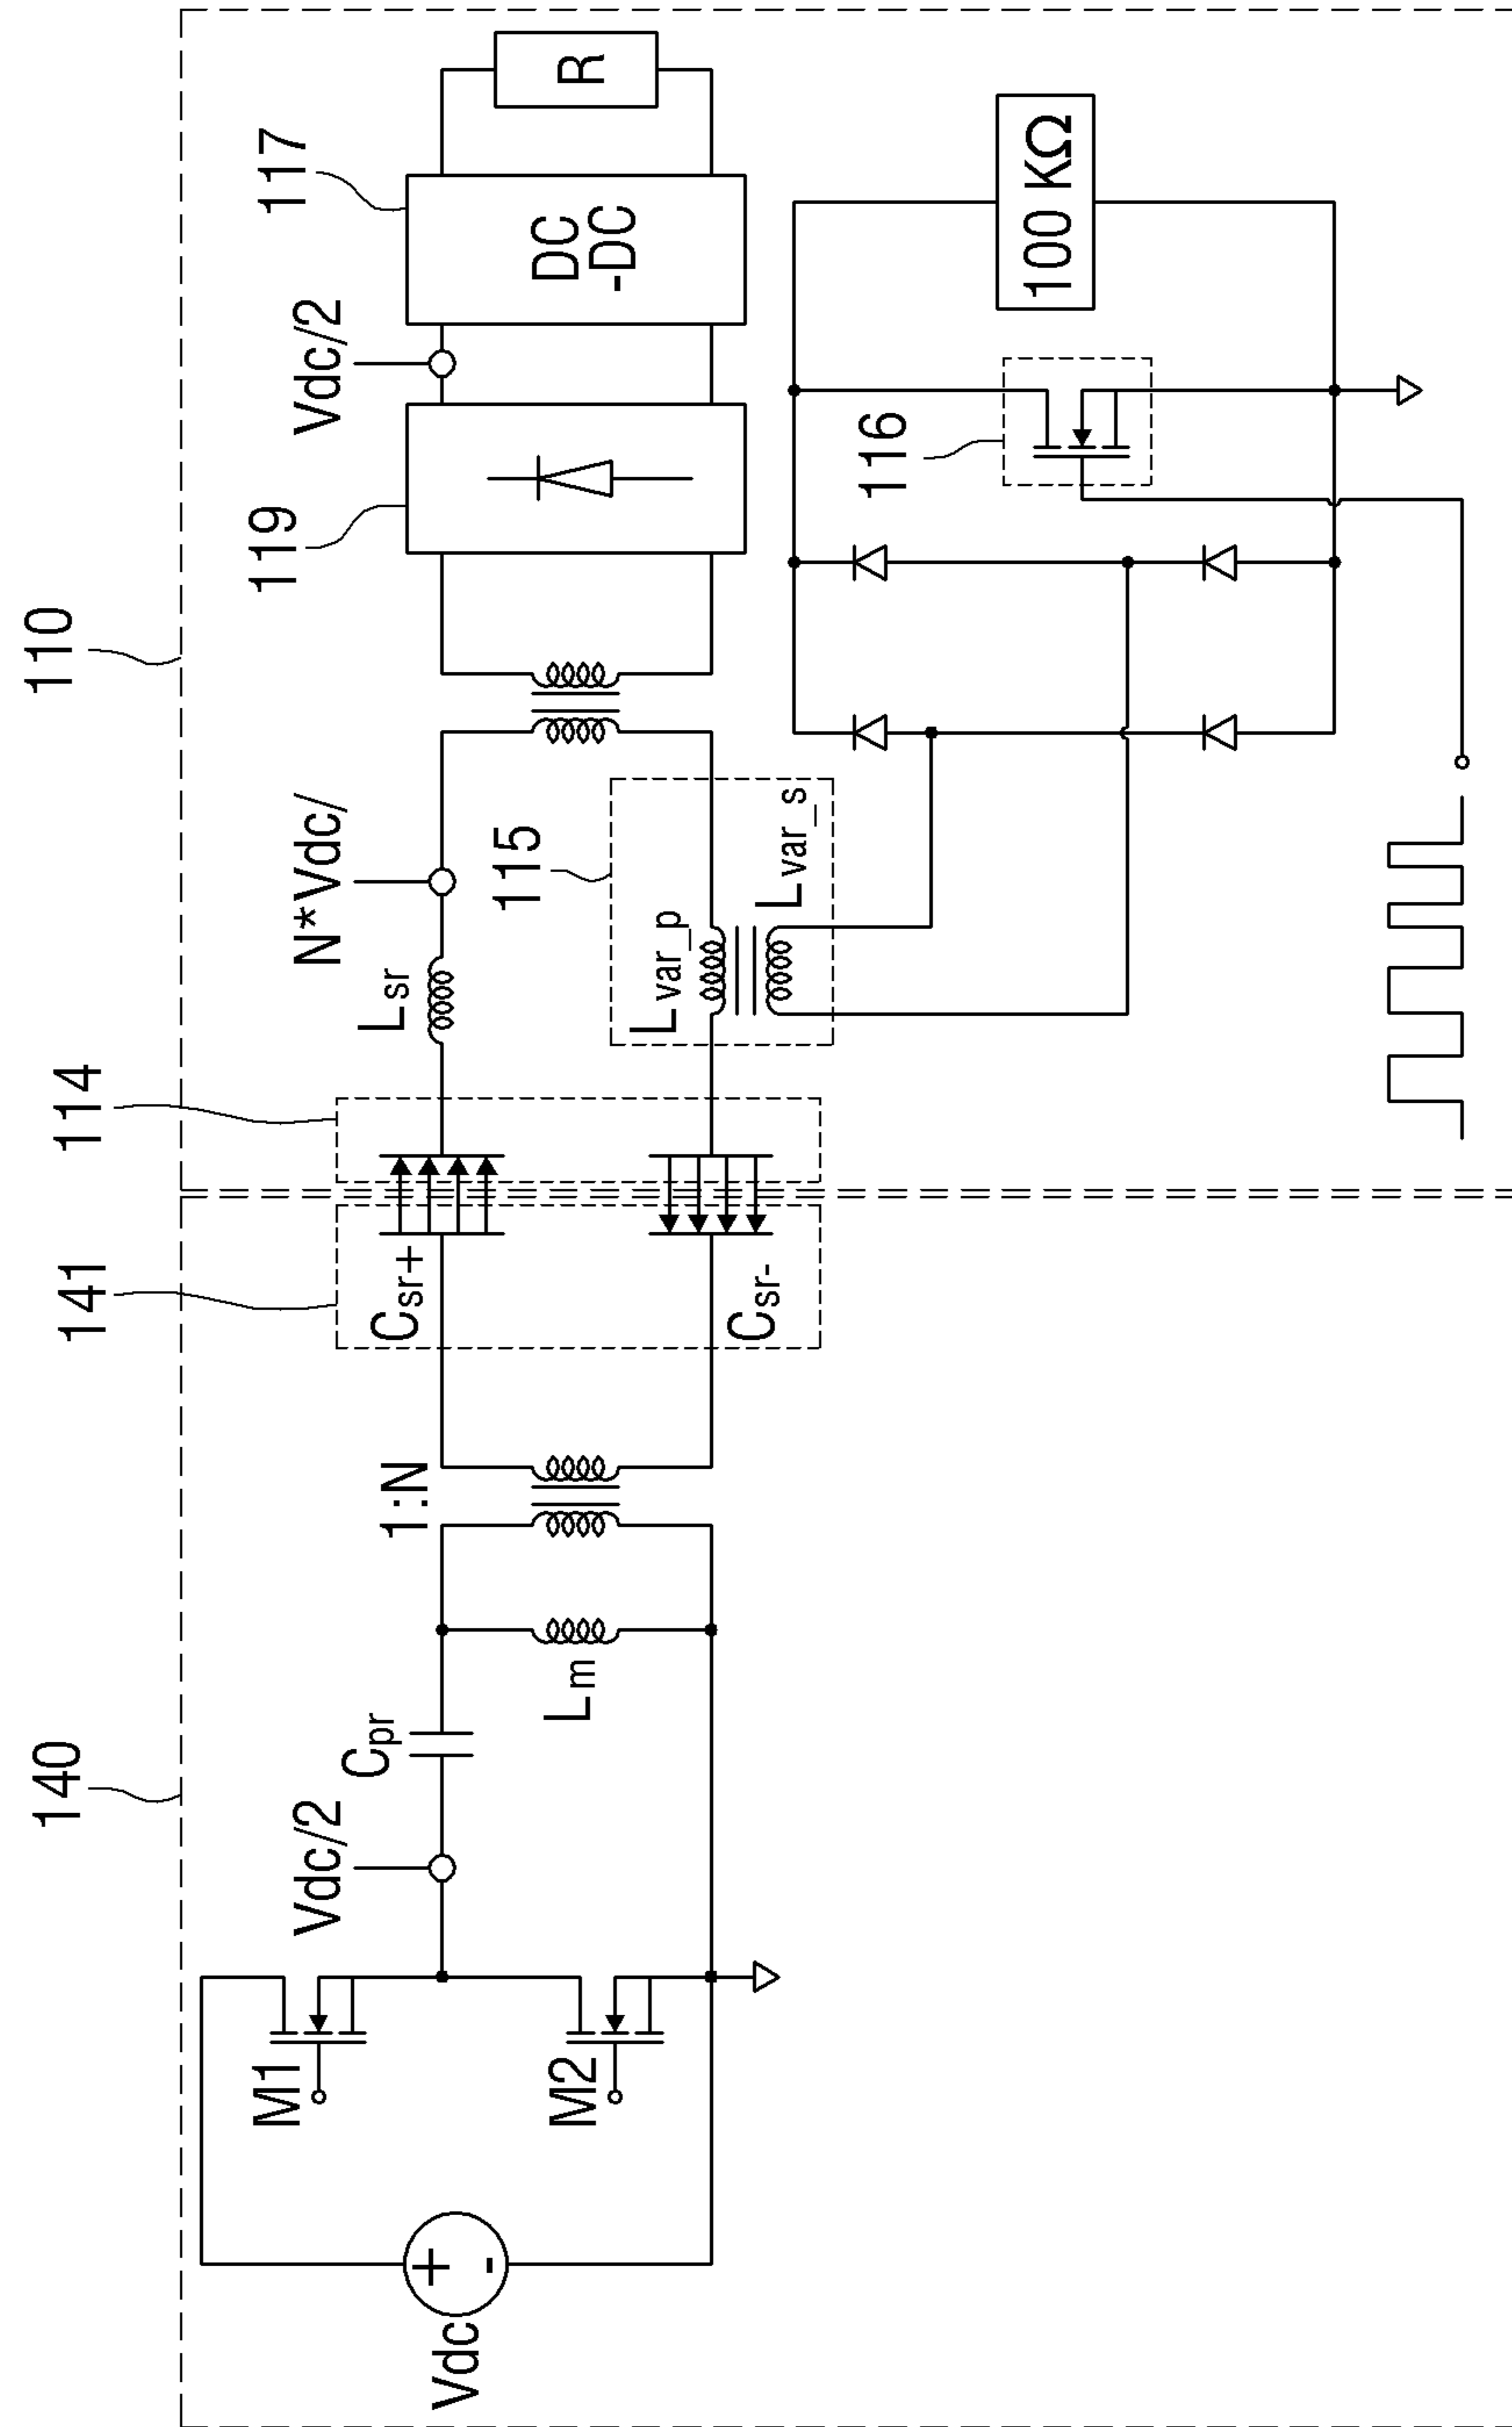 140
110
141
114
Vdc
M1
M2
Vdc/2
Cpr
Lm
1:N
Csr+
Csr-
Lsr
N*Vdc/
115
Lvar_p
Lvar_s
119
Vdc/2
117
DC
-DC
R
116
100 KΩ